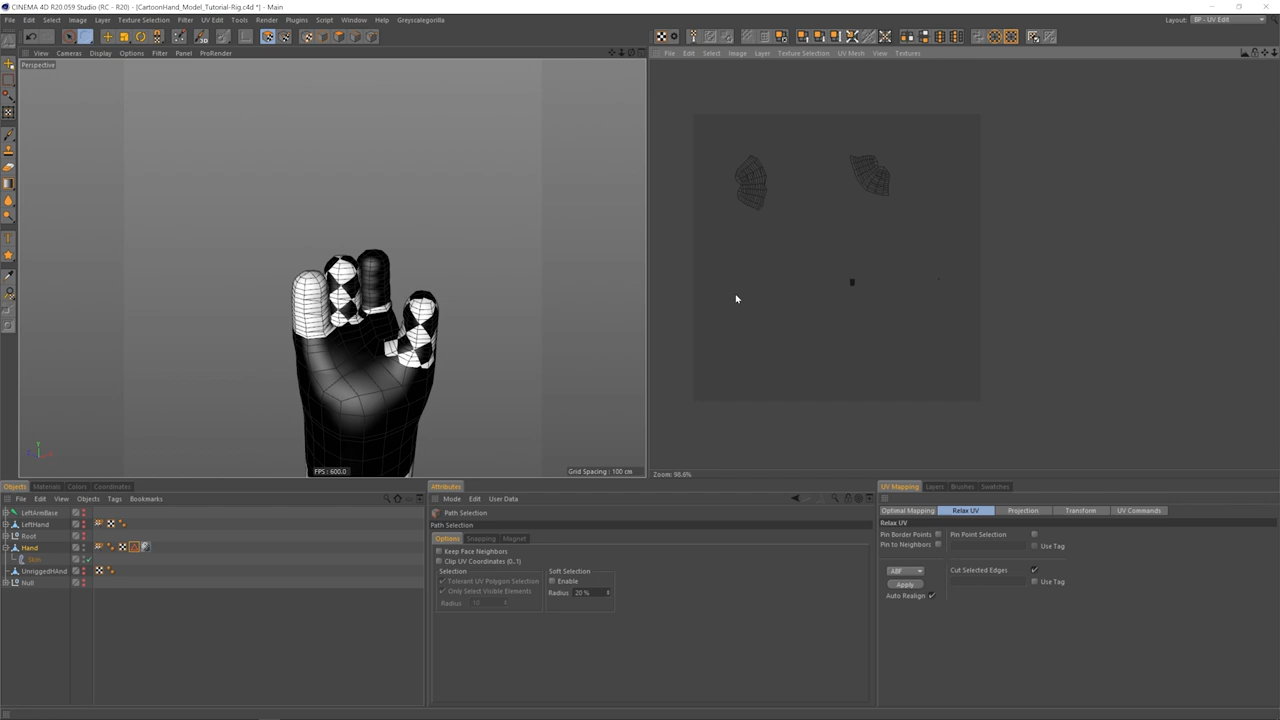 CINEMA 4D R20.059 Studio (RC - R20) - [CartoonHand_Model_Tutorial-Rig.c4d *] - Main
File Edit Layer Texture Selection Filter UV Edit Tools Render Plugins Script Window Help Greyscalegorilla
Image
Layout: BP - UV Edit
View Cameras Display Options Filter Panel ProRender
File Edit Select Image Layer Texture Selection UV Mesh View Textures
Perspective
FPS : 600.0
Grid Spacing : 100 cm
Zoom: 98.6%
Objects Materials Colors Coordinates
File Edit View Objects Tags Bookmarks
LeftArmBase
LeftHand
Root
Hand
Skin
UnriggedHAnd
Null
Attributes
Mode Edit User Data
Path Selection
Path Selection
Options Snapping Magnet
Keep Face Neighbors
Clip UV Coordinates (0..1)
Selection
Tolerant UV Polygon Selection
Only Select Visible Elements
Radius 10
Soft Selection
Enable
Radius 20 %
UV Mapping Layers Brushes Swatches
Optimal Mapping Relax UV Projection Transform UV Commands
Relax UV
Pin Border Points
Pin to Neighbors
Pin Point Selection
Use Tag
ABF
Apply
Auto Realign
Cut Selected Edges
Use Tag